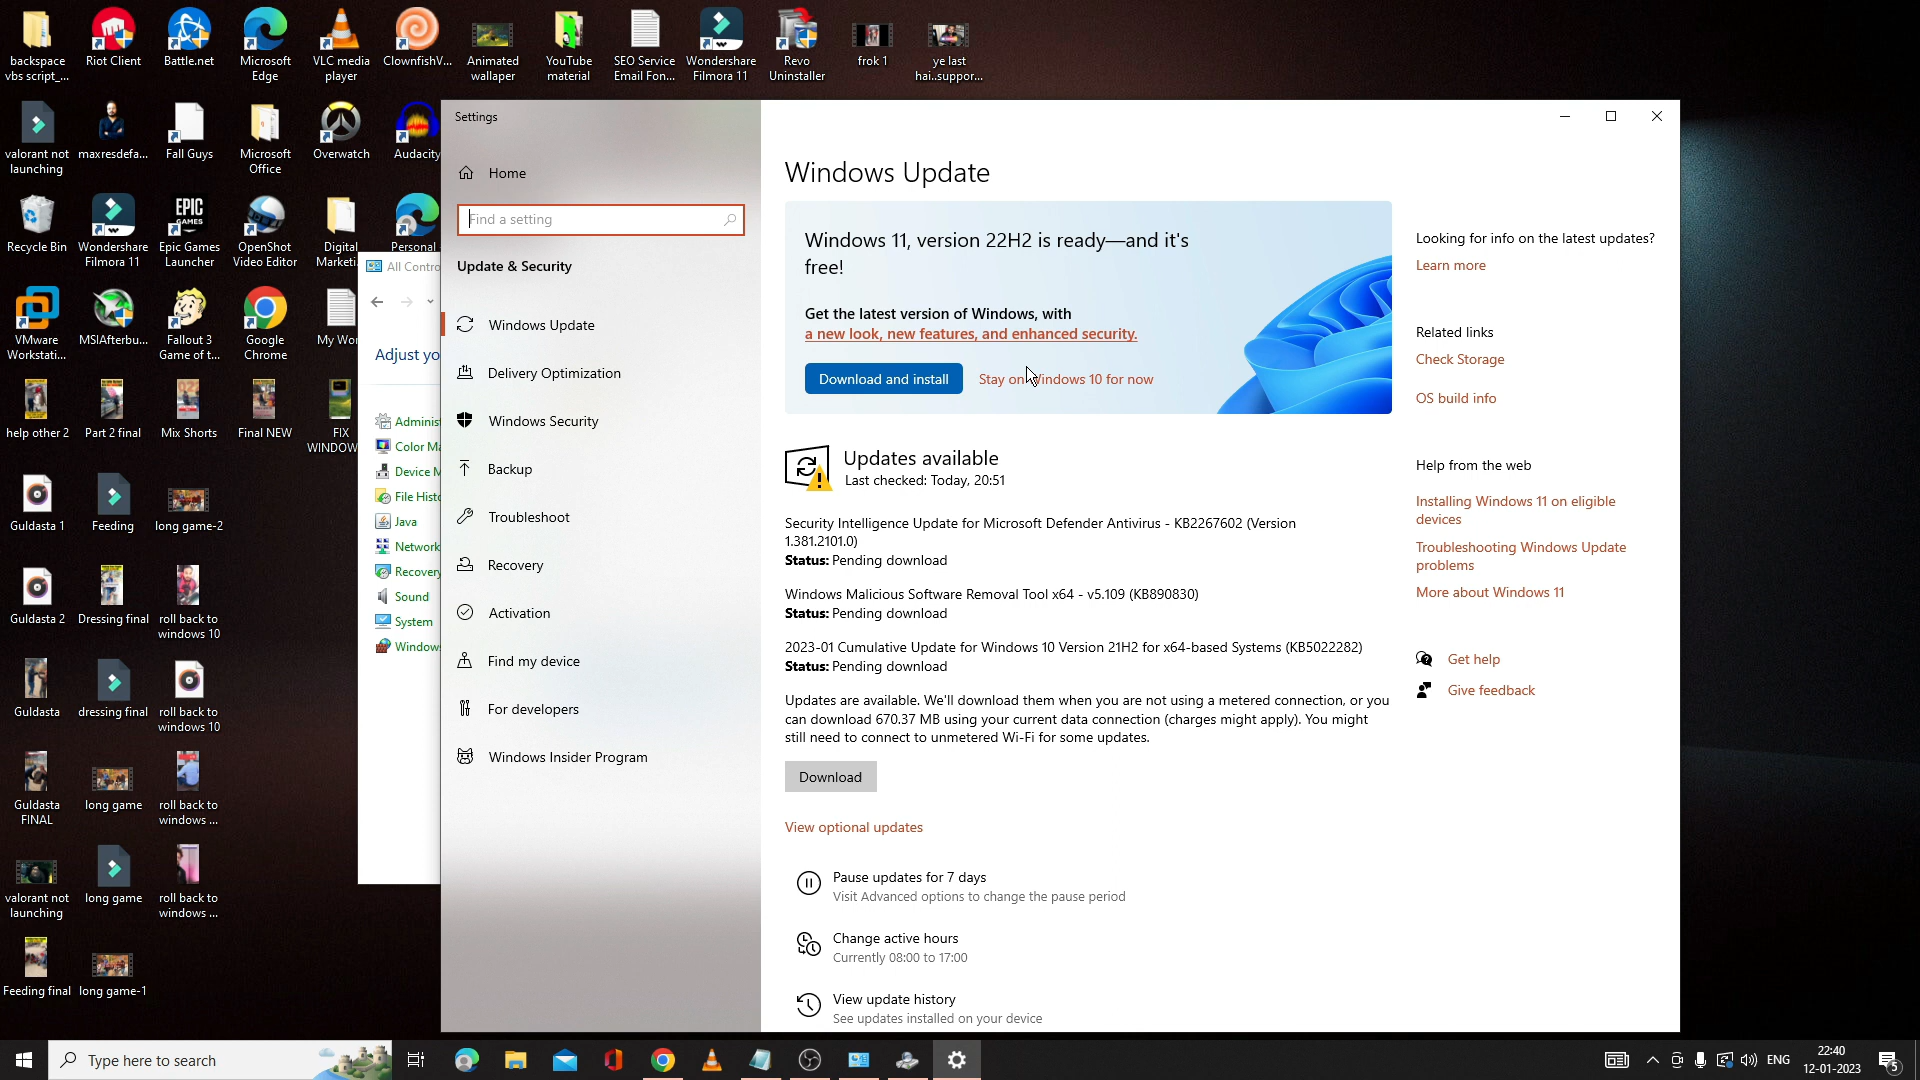 backspace
vbs script_...
Riot Client
Battle.net
Microsoft
Edge
VLC media
player
ClownfishV...
Animated
wallaper
YouTube
material
SEO Service
Email Fon...
Wondershare
Filmora 11
Revo
Uninstaller
frok 1
ye last
hai..suppor...
valorant not
launching
maxresdefa...
Fall Guys
Microsoft
Office
Overwatch
Audacity
Recycle Bin
Wondershare
Filmora 11
EPIC
GAMES
Epic Games
Launcher
OpenShot
Video Editor
Digital
Marketi...
Personal
VMware
Workstati...
MSIAfterbu...
Fallout 3
Game of t...
Google
Chrome
My Wor
help other 2
Part 2 final
Mix Shorts
Final NEW
FIX
WINDOW
Guldasta 1
Feeding
long game-2
Guldasta 2
Dressing final
roll back to
windows 10
Guldasta
dressing final
roll back to
windows 10
Guldasta
FINAL
long game
roll back to
windows ...
valorant not
launching
long game
roll back to
windows ...
Feeding final
long game-1
All Contro
Adjust yo
Adminis
Color Ma
Device M
File Histo
Java
Network
Recovery
Sound
System
Windows
Settings
Home
Find a setting
Update & Security
Windows Update
Delivery Optimization
Windows Security
Backup
Troubleshoot
Recovery
Activation
Find my device
For developers
Windows Insider Program
Windows Update
Windows 11, version 22H2 is ready—and it's
free!
Get the latest version of Windows, with
a new look, new features, and enhanced security.
Download and install
Stay on Windows 10 for now
Updates available
Last checked: Today, 20:51
Security Intelligence Update for Microsoft Defender Antivirus - KB2267602 (Version
1.381.2101.0)
Status: Pending download
Windows Malicious Software Removal Tool x64 - v5.109 (KB890830)
Status: Pending download
2023-01 Cumulative Update for Windows 10 Version 21H2 for x64-based Systems (KB5022282)
Status: Pending download
Updates are available. We'll download them when you are not using a metered connection, or you
can download 670.37 MB using your current data connection (charges might apply). You might
still need to connect to unmetered Wi-Fi for some updates.
Download
View optional updates
Pause updates for 7 days
Visit Advanced options to change the pause period
Change active hours
Currently 08:00 to 17:00
View update history
See updates installed on your device
Looking for info on the latest updates?
Learn more
Related links
Check Storage
OS build info
Help from the web
Installing Windows 11 on eligible
devices
Troubleshooting Windows Update
problems
More about Windows 11
Get help
Give feedback
Type here to search
ENG
22:40
12-01-2023
5